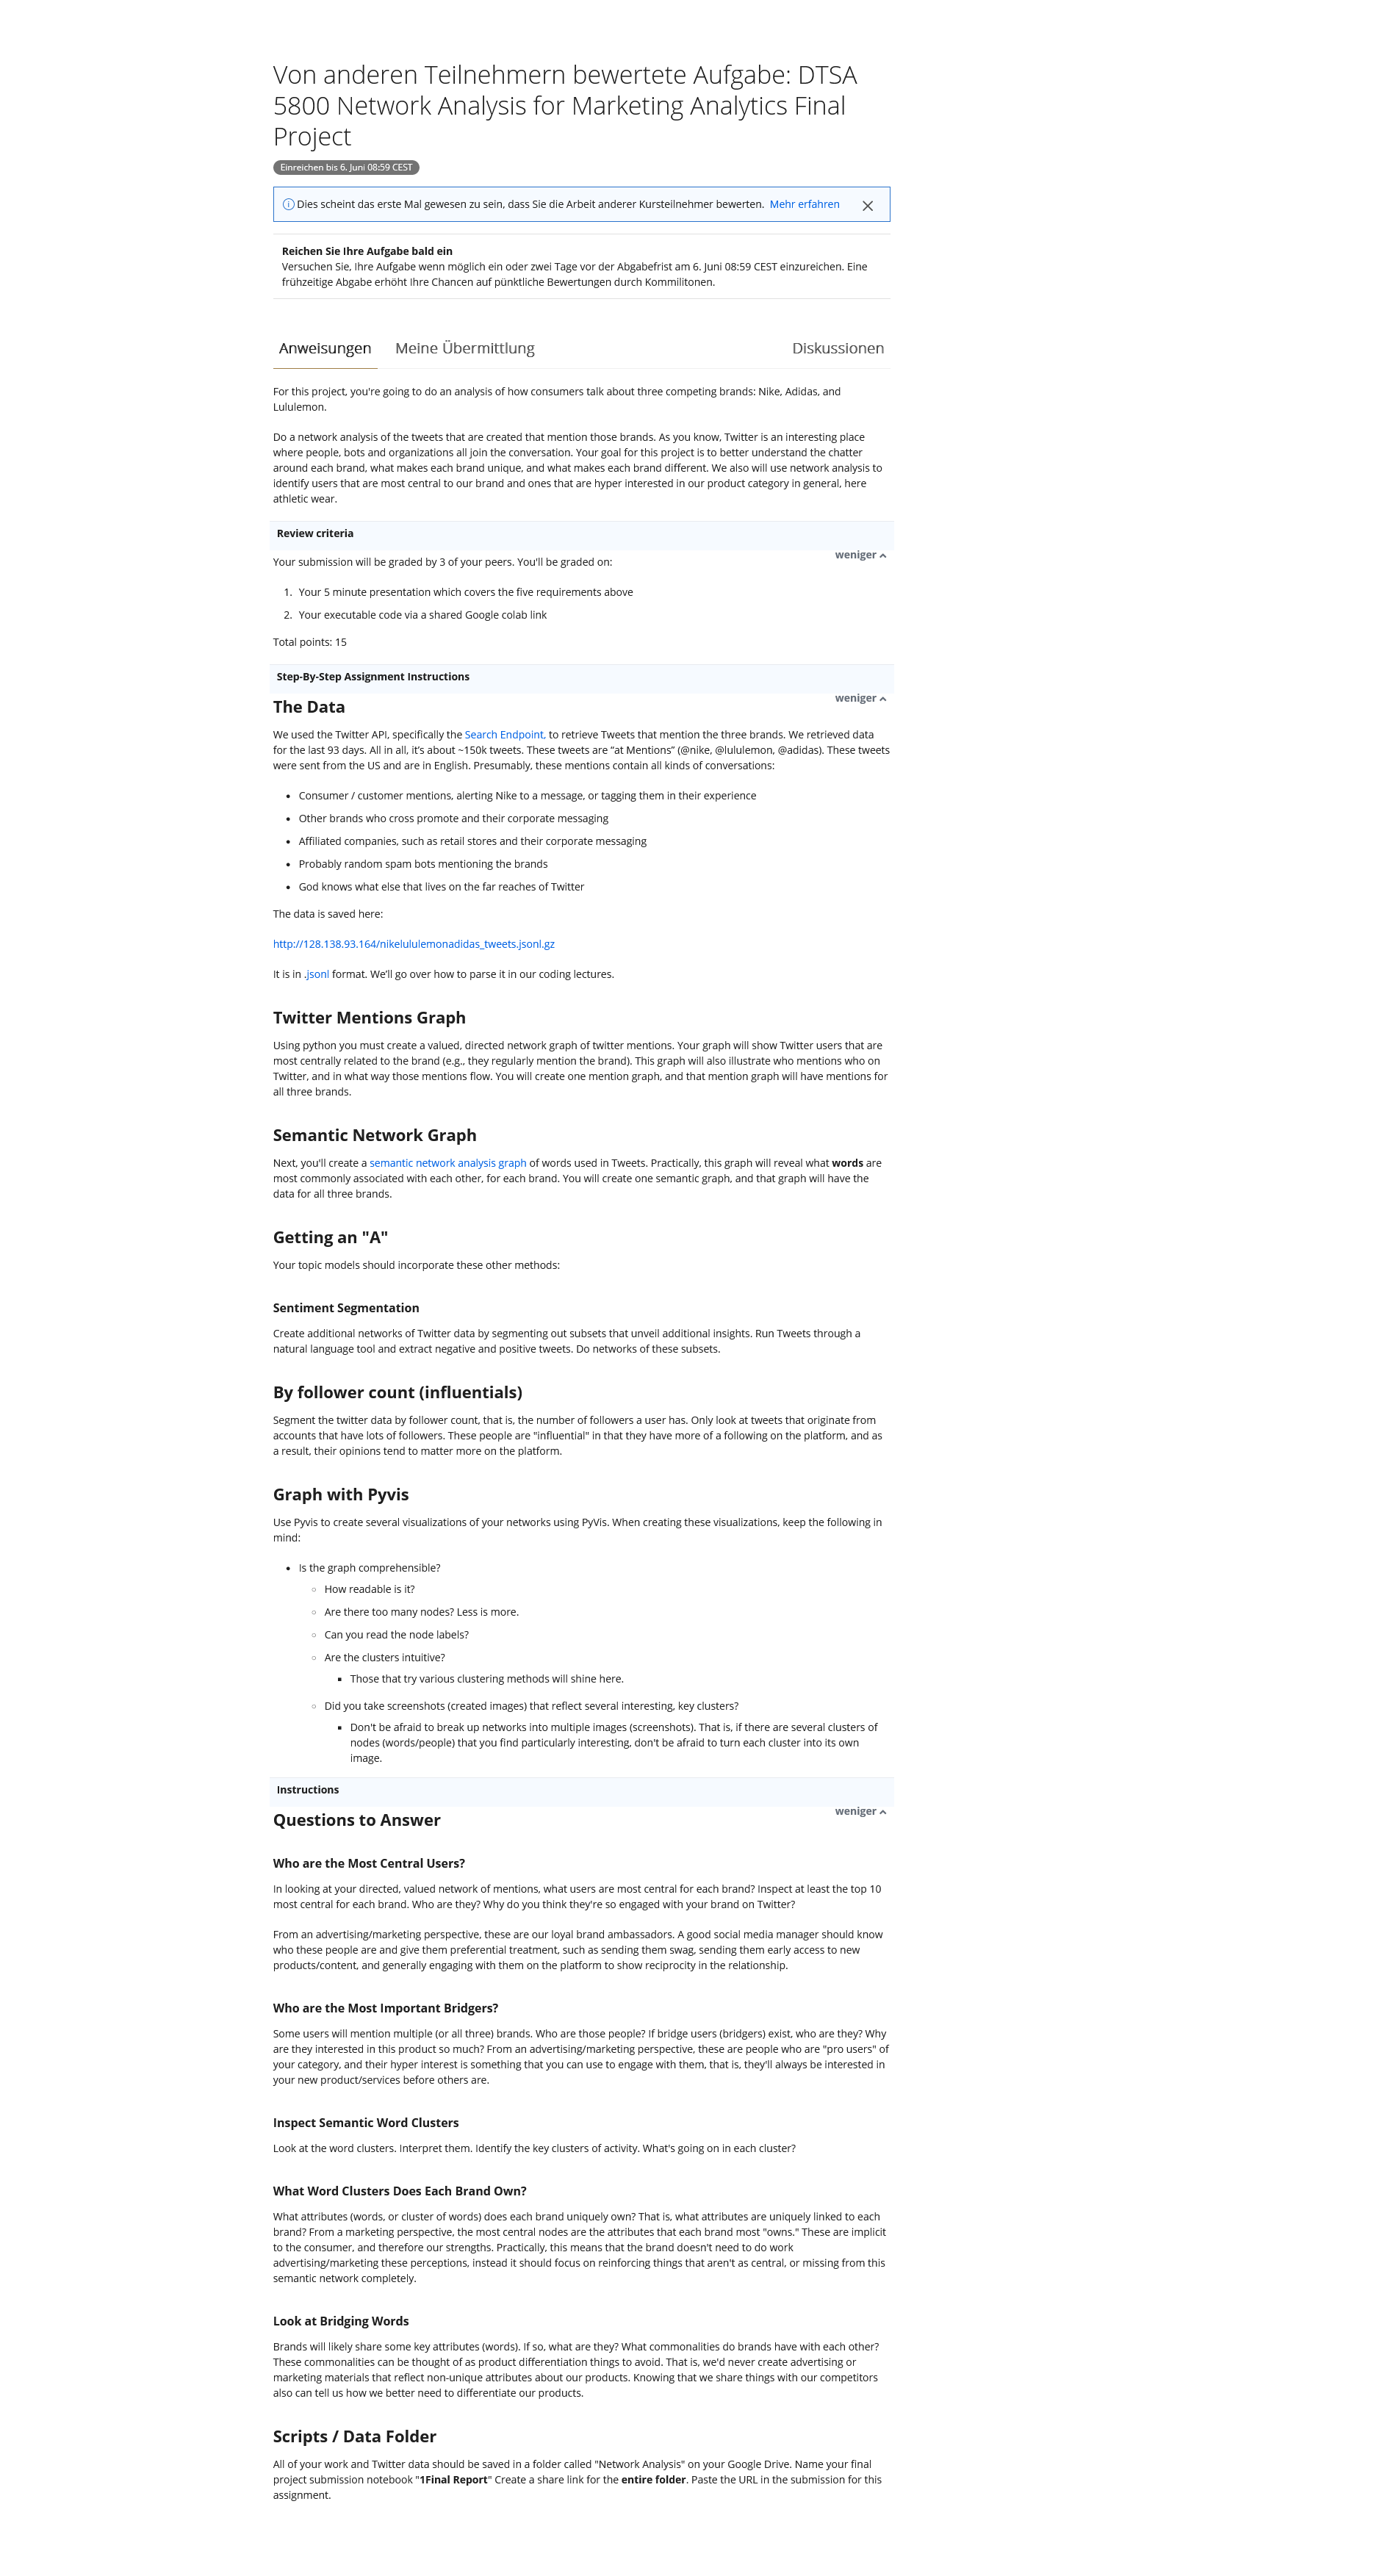 Von anderen Teilnehmern bewertete Aufgabe: DTSA
5800 Network Analysis for Marketing Analytics Final
Project
Einreichen bis 6. Juni 08:59 CEST
Dies scheint das erste Mal gewesen zu sein, dass Sie die Arbeit anderer Kursteilnehmer bewerten. Mehr erfahren
Reichen Sie Ihre Aufgabe bald ein
Versuchen Sie, Ihre Aufgabe wenn möglich ein oder zwei Tage vor der Abgabefrist am 6. Juni 08:59 CEST einzureichen. Eine
frühzeitige Abgabe erhöht Ihre Chancen auf pünktliche Bewertungen durch Kommilitonen.
Anweisungen Meine Übermittlung Diskussionen
For this project, you're going to do an analysis of how consumers talk about three competing brands: Nike, Adidas, and
Lululemon.
Do a network analysis of the tweets that are created that mention those brands. As you know, Twitter is an interesting place
where people, bots and organizations all join the conversation. Your goal for this project is to better understand the chatter
around each brand, what makes each brand unique, and what makes each brand different. We also will use network analysis to
identify users that are most central to our brand and ones that are hyper interested in our product category in general, here
athletic wear.
Review criteria
weniger
Your submission will be graded by 3 of your peers. You'll be graded on:
1. Your 5 minute presentation which covers the five requirements above
2. Your executable code via a shared Google colab link
Total points: 15
Step-By-Step Assignment Instructions
weniger
The Data
We used the Twitter API, specifically the Search Endpoint, to retrieve Tweets that mention the three brands. We retrieved data
for the last 93 days. All in all, it's about ~150k tweets. These tweets are "at Mentions" (@nike, @lululemon, @adidas). These tweets
were sent from the US and are in English. Presumably, these mentions contain all kinds of conversations:
• Consumer / customer mentions, alerting Nike to a message, or tagging them in their experience
• Other brands who cross promote and their corporate messaging
• Affiliated companies, such as retail stores and their corporate messaging
• Probably random spam bots mentioning the brands
• God knows what else that lives on the far reaches of Twitter
The data is saved here:
http://128.138.93.164/nikelululemonadidas_tweets.jsonl.gz
It is in .jsonl format. We'll go over how to parse it in our coding lectures.
Twitter Mentions Graph
Using python you must create a valued, directed network graph of twitter mentions. Your graph will show Twitter users that are
most centrally related to the brand (e.g., they regularly mention the brand). This graph will also illustrate who mentions who on
Twitter, and in what way those mentions flow. You will create one mention graph, and that mention graph will have mentions for
all three brands.
Semantic Network Graph
Next, you'll create a semantic network analysis graph of words used in Tweets. Practically, this graph will reveal what words are
most commonly associated with each other, for each brand. You will create one semantic graph, and that graph will have the
data for all three brands.
Getting an "A"
Your topic models should incorporate these other methods:
Sentiment Segmentation
Create additional networks of Twitter data by segmenting out subsets that unveil additional insights. Run Tweets through a
natural language tool and extract negative and positive tweets. Do networks of these subsets.
By follower count (influentials)
Segment the twitter data by follower count, that is, the number of followers a user has. Only look at tweets that originate from
accounts that have lots of followers. These people are "influential" in that they have more of a following on the platform, and as
a result, their opinions tend to matter more on the platform.
Graph with Pyvis
Use Pyvis to create several visualizations of your networks using PyVis. When creating these visualizations, keep the following in
mind:
• Is the graph comprehensible?
◦ How readable is it?
◦ Are there too many nodes? Less is more.
◦ Can you read the node labels?
◦ Are the clusters intuitive?
▪ Those that try various clustering methods will shine here.
◦ Did you take screenshots (created images) that reflect several interesting, key clusters?
▪ Don't be afraid to break up networks into multiple images (screenshots). That is, if there are several clusters of
nodes (words/people) that you find particularly interesting, don't be afraid to turn each cluster into its own
image.
Instructions
weniger
Questions to Answer
Who are the Most Central Users?
In looking at your directed, valued network of mentions, what users are most central for each brand? Inspect at least the top 10
most central for each brand. Who are they? Why do you think they're so engaged with your brand on Twitter?
From an advertising/marketing perspective, these are our loyal brand ambassadors. A good social media manager should know
who these people are and give them preferential treatment, such as sending them swag, sending them early access to new
products/content, and generally engaging with them on the platform to show reciprocity in the relationship.
Who are the Most Important Bridgers?
Some users will mention multiple (or all three) brands. Who are those people? If bridge users (bridgers) exist, who are they? Why
are they interested in this product so much? From an advertising/marketing perspective, these are people who are "pro users" of
your category, and their hyper interest is something that you can use to engage with them, that is, they'll always be interested in
your new product/services before others are.
Inspect Semantic Word Clusters
Look at the word clusters. Interpret them. Identify the key clusters of activity. What's going on in each cluster?
What Word Clusters Does Each Brand Own?
What attributes (words, or cluster of words) does each brand uniquely own? That is, what attributes are uniquely linked to each
brand? From a marketing perspective, the most central nodes are the attributes that each brand most "owns." These are implicit
to the consumer, and therefore our strengths. Practically, this means that the brand doesn't need to do work
advertising/marketing these perceptions, instead it should focus on reinforcing things that aren't as central, or missing from this
semantic network completely.
Look at Bridging Words
Brands will likely share some key attributes (words). If so, what are they? What commonalities do brands have with each other?
These commonalities can be thought of as product differentiation things to avoid. That is, we'd never create advertising or
marketing materials that reflect non-unique attributes about our products. Knowing that we share things with our competitors
also can tell us how we better need to differentiate our products.
Scripts / Data Folder
All of your work and Twitter data should be saved in a folder called "Network Analysis" on your Google Drive. Name your final
project submission notebook "1Final Report" Create a share link for the entire folder. Paste the URL in the submission for this
assignment.